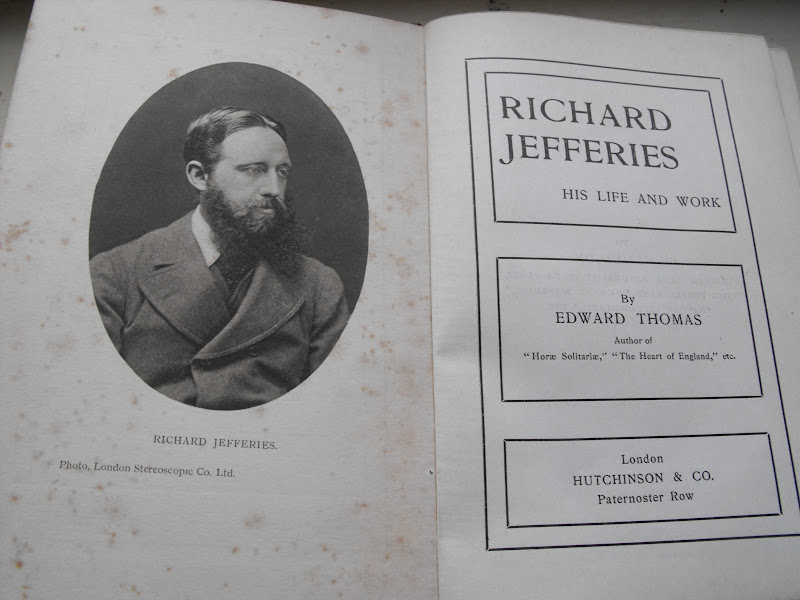 RICHARD JEFFERIES.
Photo, London Stereoscopic Co. Ltd.
RICHARD
JEFFERIES
HIS LIFE AND WORK
By
EDWARD THOMAS
Author of
"Horæ Solitariæ," "The Heart of England," etc.
London
HUTCHINSON & CO.
Paternoster Row